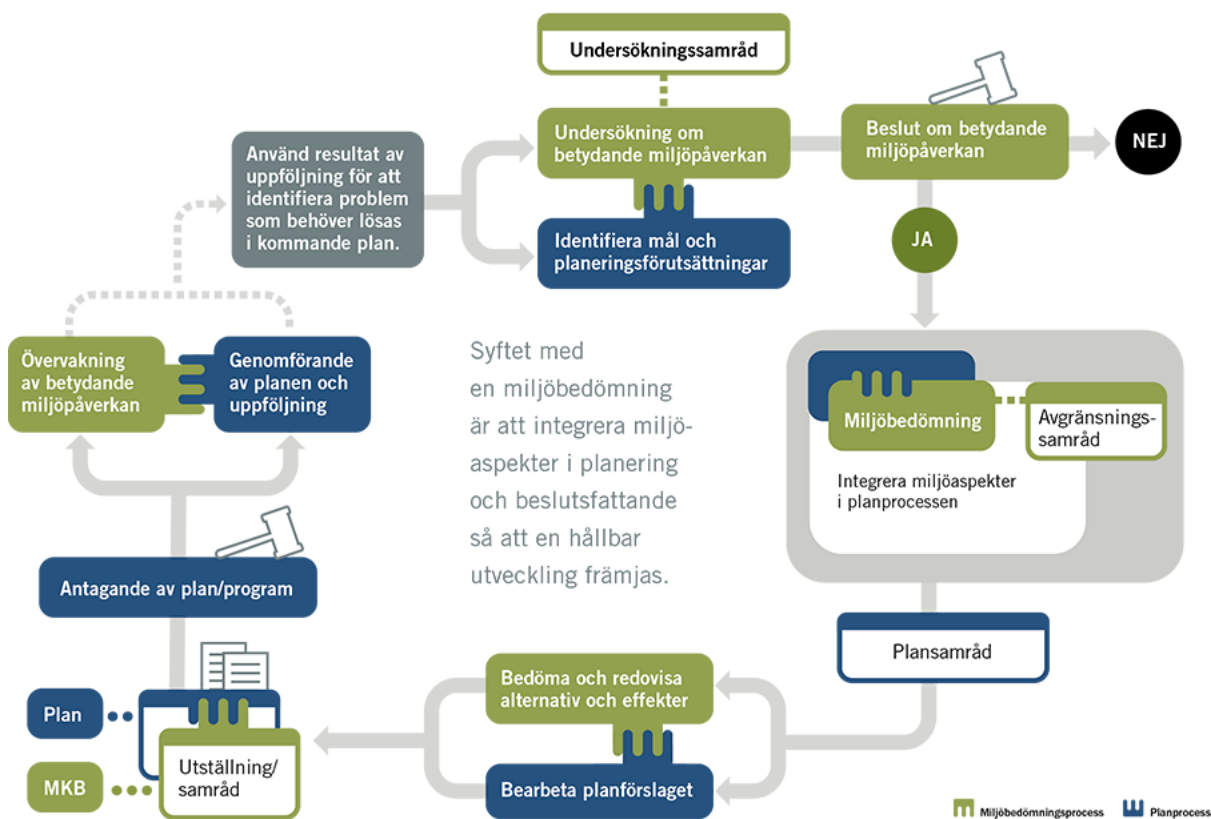 Undersökningssamråd
Undersökning om
betydande miljöpåverkan
Beslut om betydande
miljöpåverkan
NEJ
Använd resultat av
uppföljning för att
identifiera problem
som behöver lösas
i kommande plan.
Identifiera mål och
planeringsförutsättningar
JA
Övervakning
av betydande
miljöpåverkan
Genomförande
av planen och
uppföljning
Syftet med
en miljöbedömning
är att integrera miljö-
aspekter i planering
och beslutsfattande
så att en hållbar
utveckling främjas.
Miljöbedömning
Avgränsnings-
samråd
Integrera miljöaspekter
i planprocessen
Antagande av plan/program
Plansamråd
Bedöma och redovisa
alternativ och effekter
Plan
MKB
Utställning/
samråd
Bearbeta planförslaget
Miljöbedömningsprocess
Planprocess